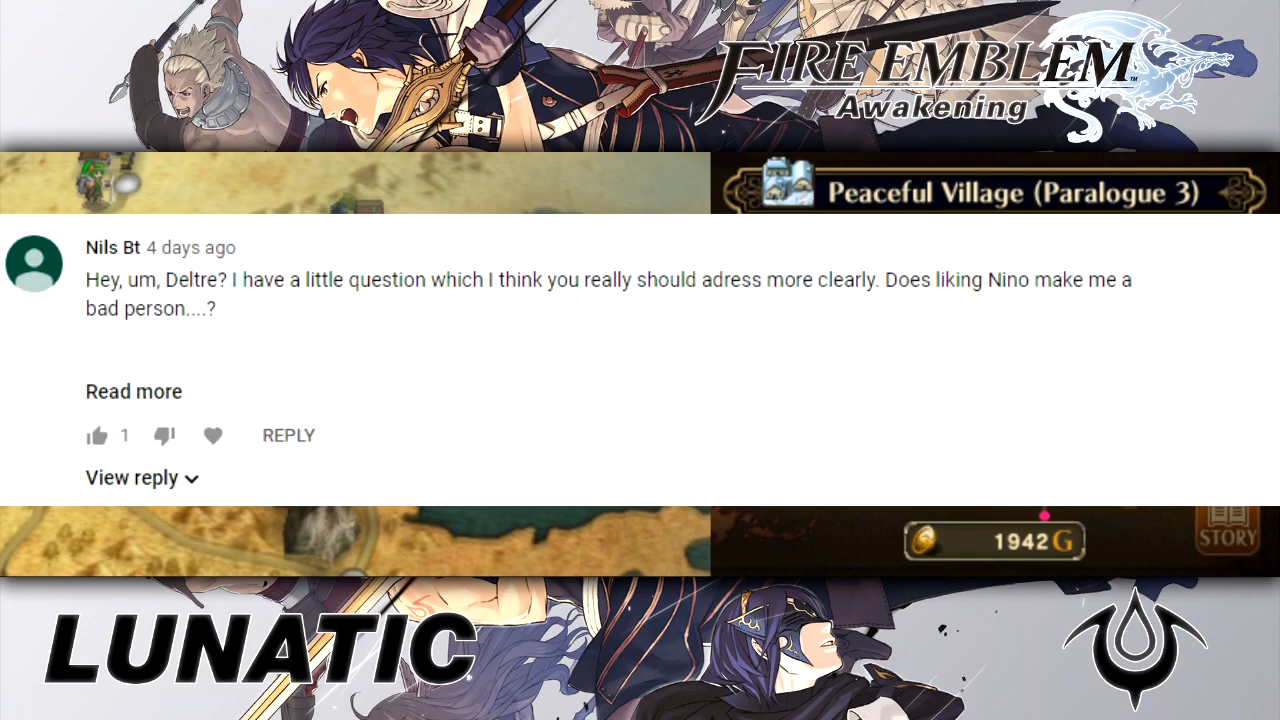 FIRE EMBLEM™
Awakening
Peaceful Village (Paralogue 3)
Nils Bt 4 days ago
Hey, um, Deltre? I have a little question which I think you really should adress more clearly. Does liking Nino make me a
bad person....?
Read more
1 REPLY
View reply
1942 G
STORY
LUNATIC